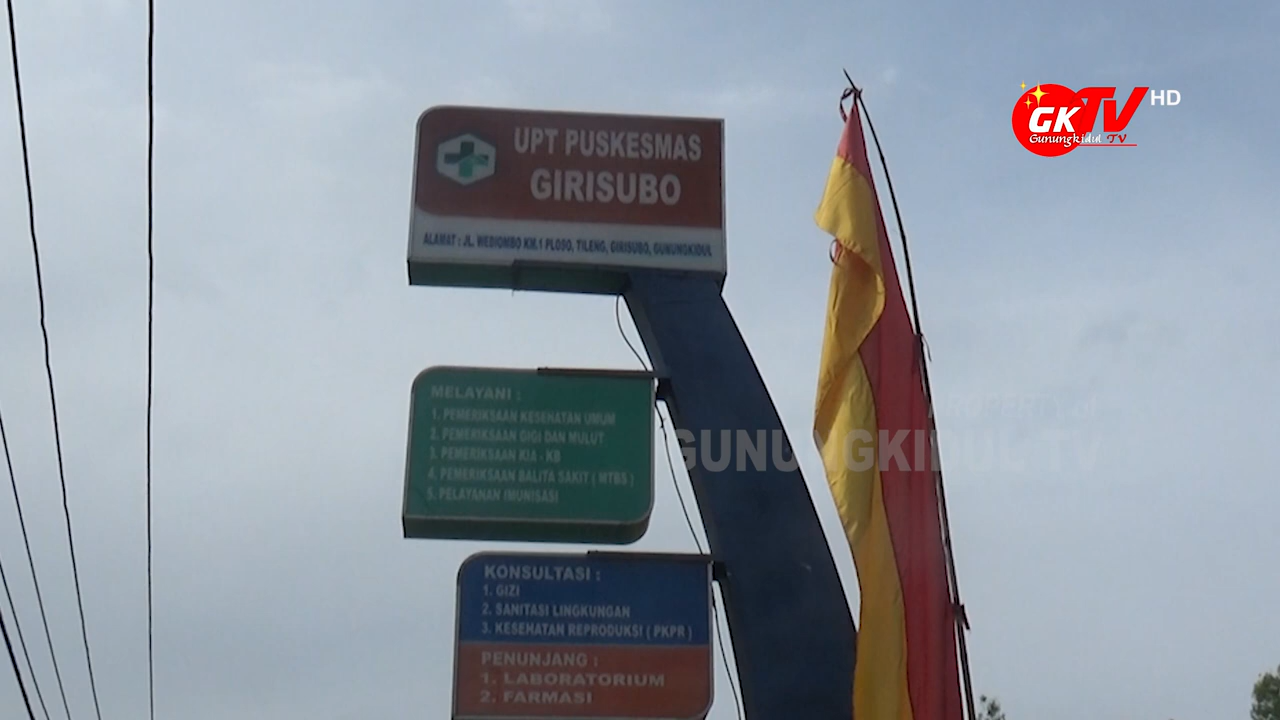 UPT PUSKESMAS
GIRISUBO
ALAMAT : JL. WEDIOMBO KM.1 PLOSO, TILENG, GIRISUBO, GUNUNGKIDUL
MELAYANI :
1. PEMERIKSAAN KESEHATAN UMUM
2. PEMERIKSAAN GIGI DAN MULUT
3. PEMERIKSAAN KIA - KB
4. PEMERIKSAAN BALITA SAKIT ( MTBS )
5. PELAYANAN IMUNISASI
KONSULTASI :
1. GIZI
2. SANITASI LINGKUNGAN
3. KESEHATAN REPRODUKSI ( PKPR )
PENUNJANG :
1. LABORATORIUM
2. FARMASI
GKTV HD
Gunungkidul TV
PROPERTY OF
GUNUNGKIDUL TV